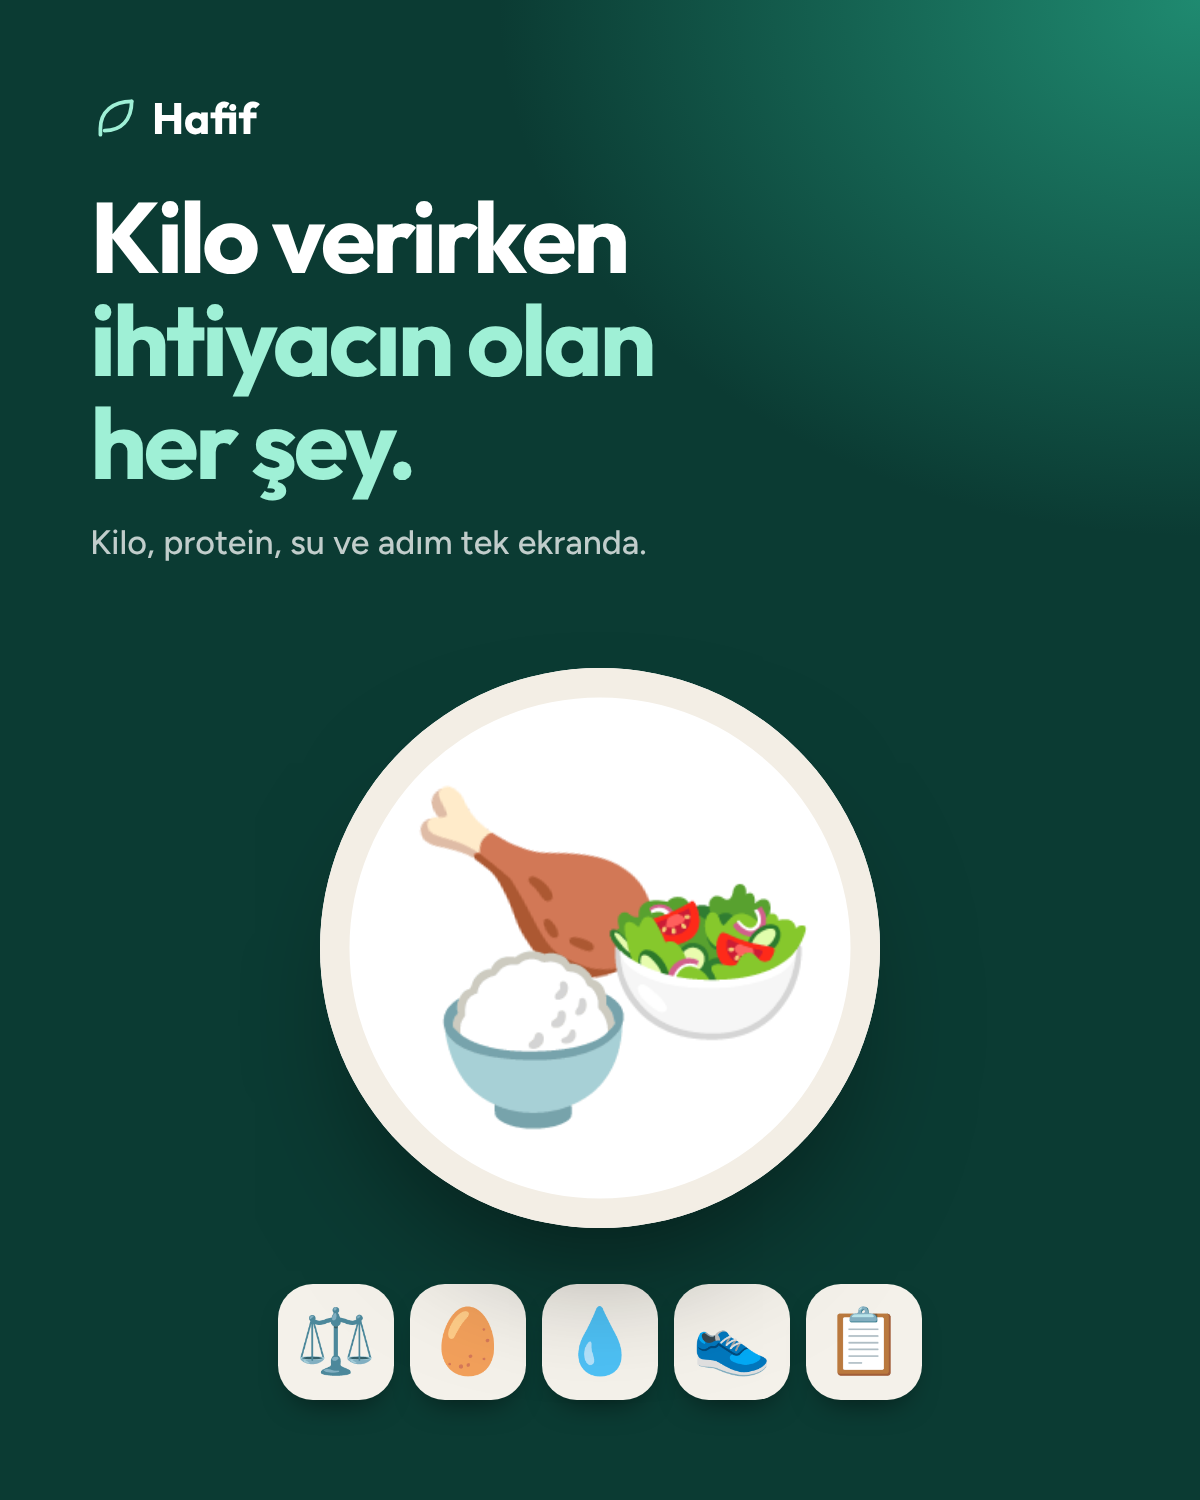 Hafif
Kilo verirken
ihtiyacın olan
her şey.
Kilo, protein, su ve adım tek ekranda.